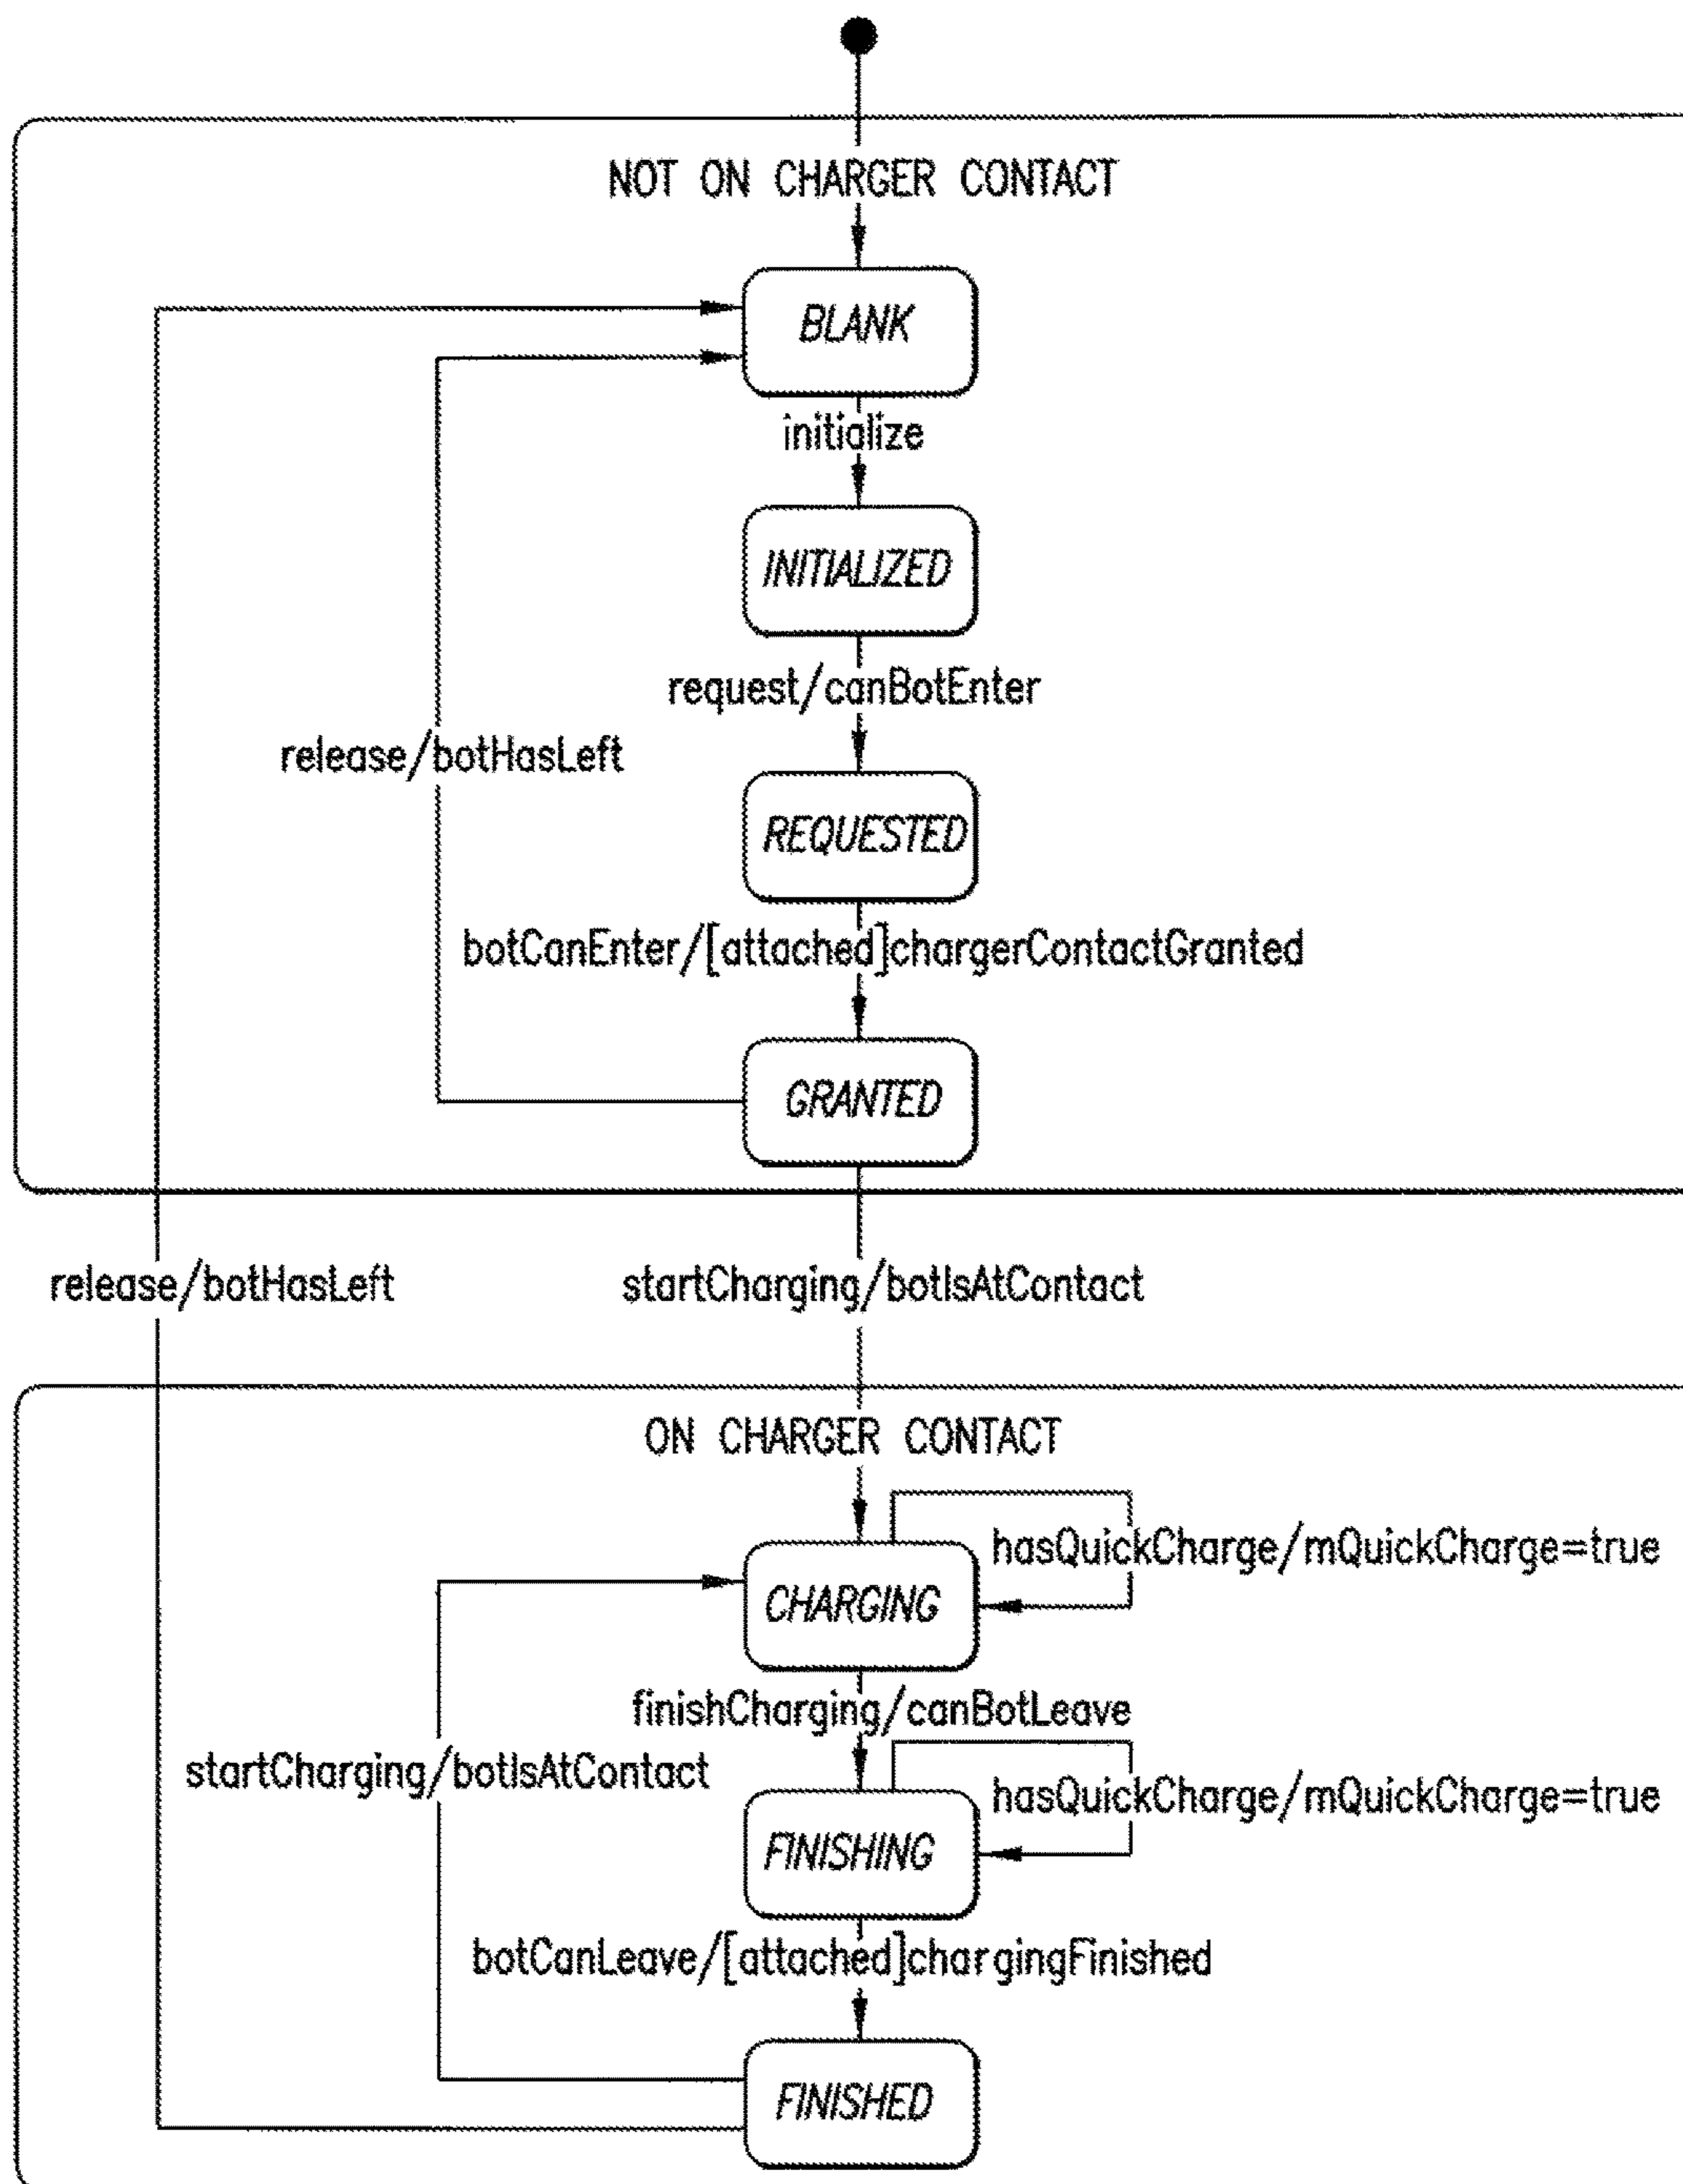 NOT ON CHARGER CONTACT
BLANK
initialize
INITIALIZED
request/canBotEnter
release/botHasLeft
REQUESTED
botCanEnter/[attached]chargerContactGranted
GRANTED
release/botHasLeft
startCharging/botIsAtContact
ON CHARGER CONTACT
hasQuickCharge/mQuickCharge=true
CHARGING
finishCharging/canBotLeave
startCharging/botIsAtContact
hasQuickCharge/mQuickCharge=true
FINISHING
botCanLeave/[attached]chargingFinished
FINISHED